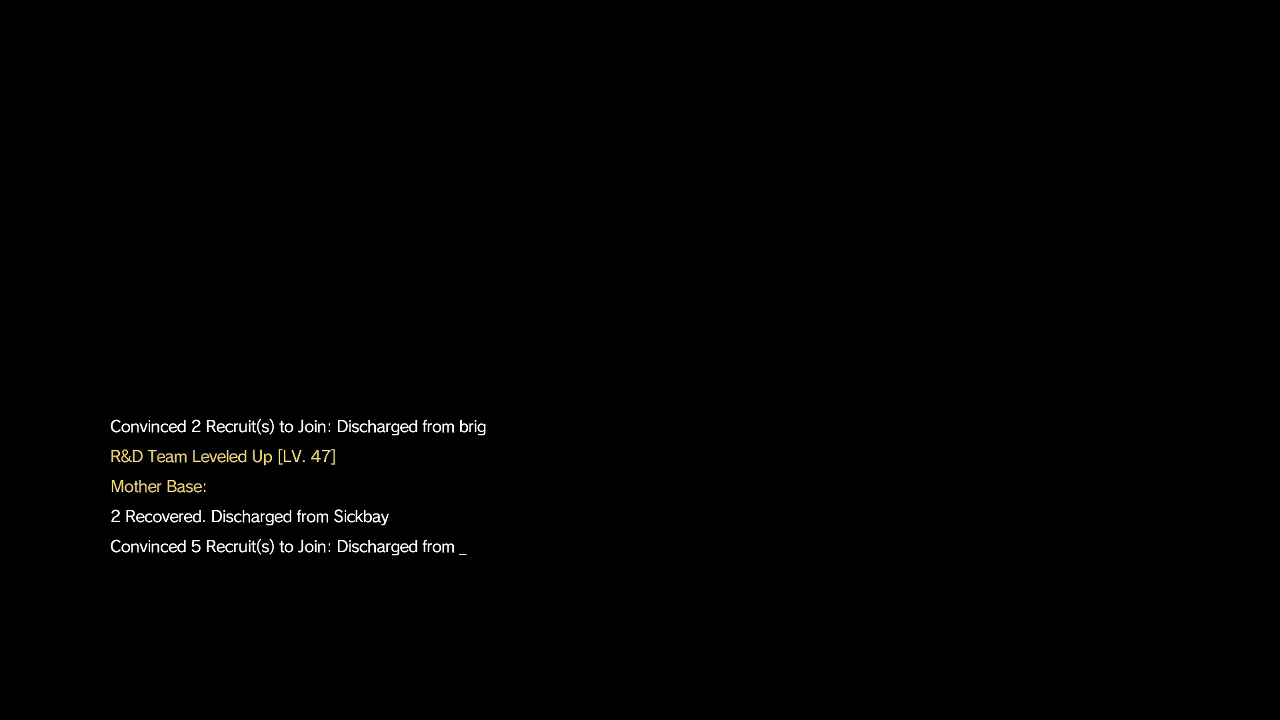 Convinced 2 Recruit(s) to Join: Discharged from brig
R&D Team Leveled Up [LV. 47]
Mother Base:
2 Recovered. Discharged from Sickbay
Convinced 5 Recruit(s) to Join: Discharged from _